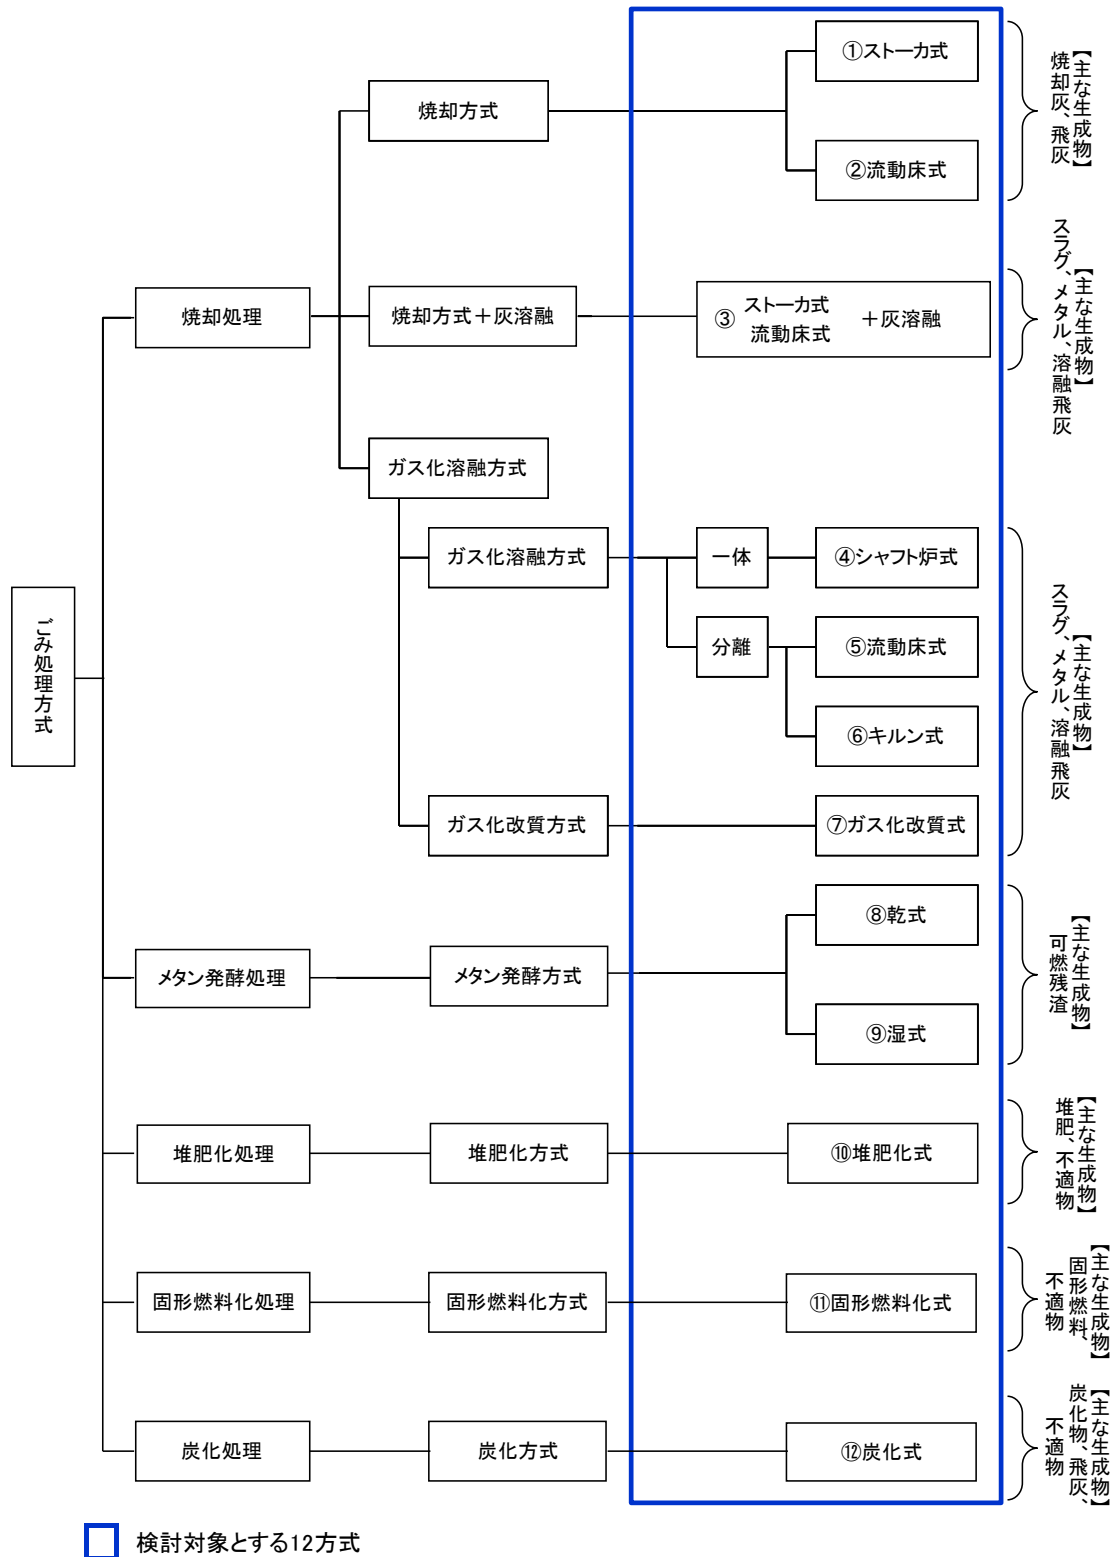 ごみ処理方式
焼却処理
焼却方式
①ストーカ式
②流動床式
【主な生成物】
焼却灰、飛灰
焼却方式＋灰溶融
③ ストーカ式
流動床式
＋灰溶融
【主な生成物】
スラグ、メタル、溶融飛灰
ガス化溶融方式
ガス化溶融方式
一体
④シャフト炉式
分離
⑤流動床式
⑥キルン式
ガス化改質方式
⑦ガス化改質式
【主な生成物】
スラグ、メタル、溶融飛灰
メタン発酵処理
メタン発酵方式
⑧乾式
⑨湿式
【主な生成物】
可燃残渣
堆肥化処理
堆肥化方式
⑩堆肥化式
【主な生成物】
堆肥、不適物
固形燃料化処理
固形燃料化方式
⑪固形燃料化式
【主な生成物】
固形燃料、
不適物
炭化処理
炭化方式
⑫炭化式
【主な生成物】
炭化物、飛灰、
不適物
検討対象とする12方式